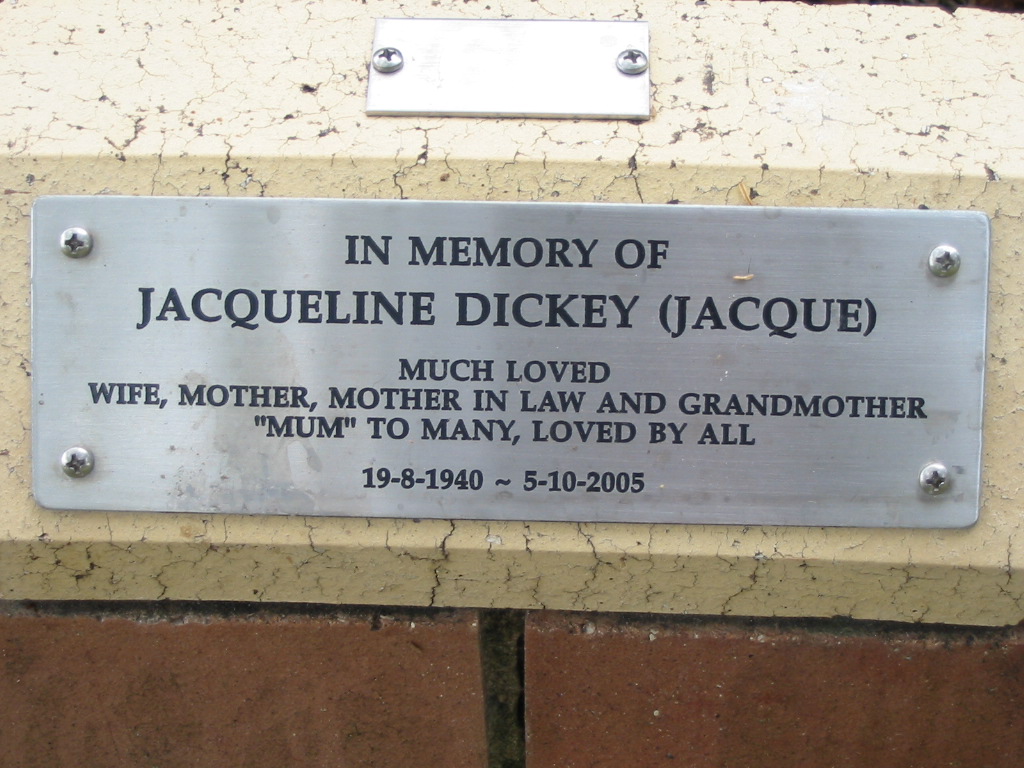 IN MEMORY OF
JACQUELINE DICKEY (JACQUE)
MUCH LOVED
WIFE, MOTHER, MOTHER IN LAW AND GRANDMOTHER
"MUM" TO MANY, LOVED BY ALL
19-8-1940 ~ 5-10-2005